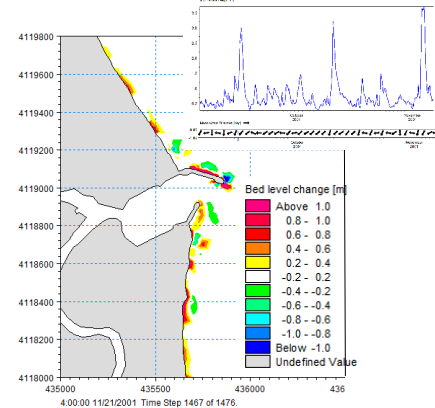 4119800
4119600
4119400
4119200
4119000
4118800
4118600
4118400
4118200
4118000
435000
435500
436000
436
Bed level change [m]
Above 1.0
0.8 - 1.0
0.6 - 0.8
0.4 - 0.6
0.2 - 0.4
-0.2 - 0.2
-0.4 - -0.2
-0.6 - -0.4
-0.8 - -0.6
-1.0 - -0.8
Below -1.0
Undefined Value
4:00:00 11/21/2001 Time Step 1467 of 1476.